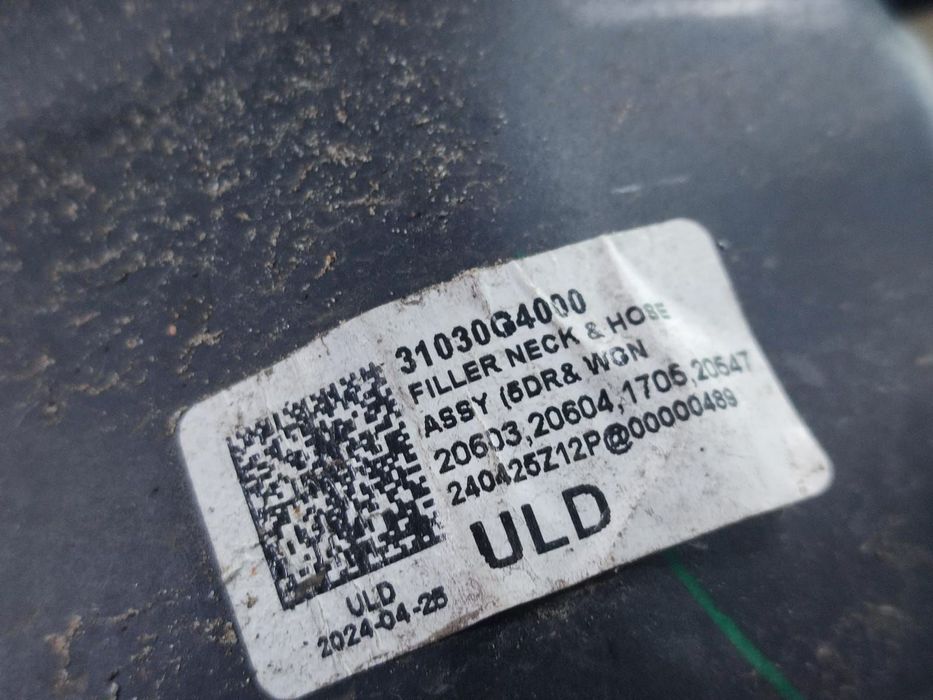 31030G4000
FILLER NECK & HOSE
ASSY (5DR& WGN
20603,20604,1705,20547
240425Z12P@00000489
ULD
ULD
2024-04-25